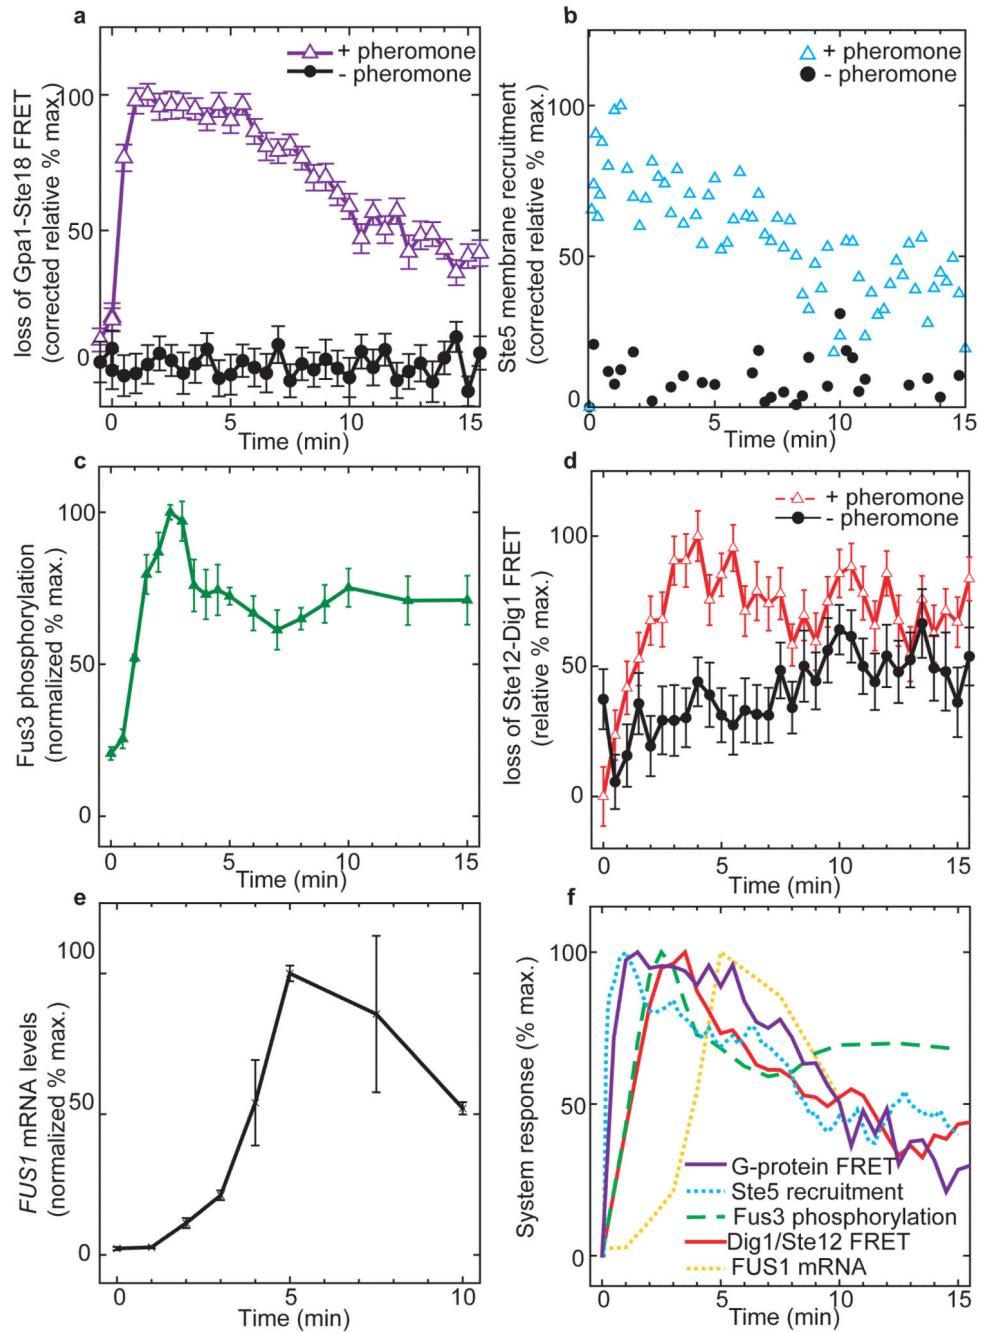 a
+ pheromone
- pheromone
loss of Gpa1-Ste18 FRET
(corrected relative % max.)
100
50
0
0 5 10 15
Time (min)
b
+ pheromone
- pheromone
Ste5 membrane recruitment
(corrected relative % max.)
100
50
0
0 5 10 15
Time (min)
c
Fus3 phosphorylation
(normalized % max.)
100
50
0
0 5 10 15
Time (min)
d
+ pheromone
- pheromone
loss of Ste12-Dig1 FRET
(relative % max.)
100
50
0
0 5 10 15
Time (min)
e
FUS1 mRNA levels
(normalized % max.)
100
50
0
0 5 10
Time (min)
f
System response (% max.)
100
50
0
G-protein FRET
Ste5 recruitment
Fus3 phosphorylation
Dig1/Ste12 FRET
FUS1 mRNA
0 5 10 15
Time (min)